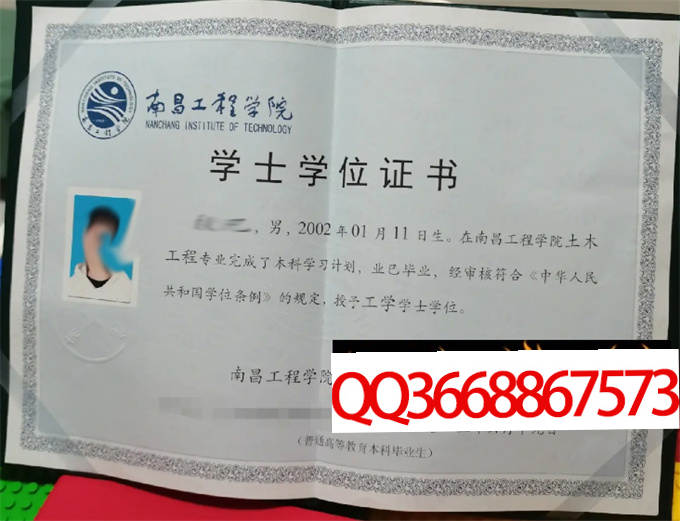 南昌工程学院
NANCHANG INSTITUTE OF TECHNOLOGY
学士学位证书
，男，2002年01月11日生。在南昌工程学院土木
工程专业完成了本科学习计划，业已毕业，经审核符合《中华人民
共和国学位条例》的规定，授予工学学士学位。
南昌工程学院
QQ3668867573
（普通高等教育本科毕业生）